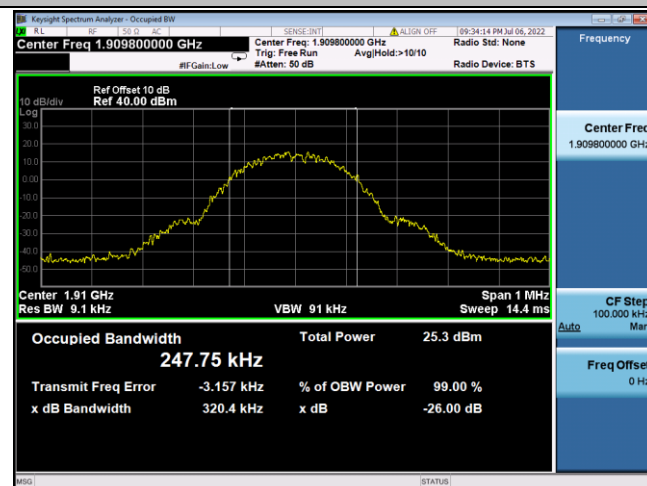 Keysight Spectrum Analyzer - Occupied BW
RL RF 50 Ω AC SENSE:INT ALIGN OFF 09:34:14 PM Jul 06, 2022
Center Freq 1.909800000 GHz Center Freq: 1.909800000 GHz Radio Std: None
Trig: Free Run Avg|Hold:>10/10
#IFGain:Low #Atten: 50 dB Radio Device: BTS
Ref Offset 10 dB
10 dB/div Ref 40.00 dBm
Log
30.0
20.0
10.0
0.00
-10.0
-20.0
-30.0
-40.0
-50.0
Center 1.91 GHz Span 1 MHz
Res BW 9.1 kHz VBW 91 kHz Sweep 14.4 ms
Occupied Bandwidth Total Power 25.3 dBm
247.75 kHz
Transmit Freq Error -3.157 kHz % of OBW Power 99.00 %
x dB Bandwidth 320.4 kHz x dB -26.00 dB
MSG STATUS
Frequency
Center Freq
1.909800000 GHz
CF Step
100.000 kHz
Auto Man
Freq Offset
0 Hz